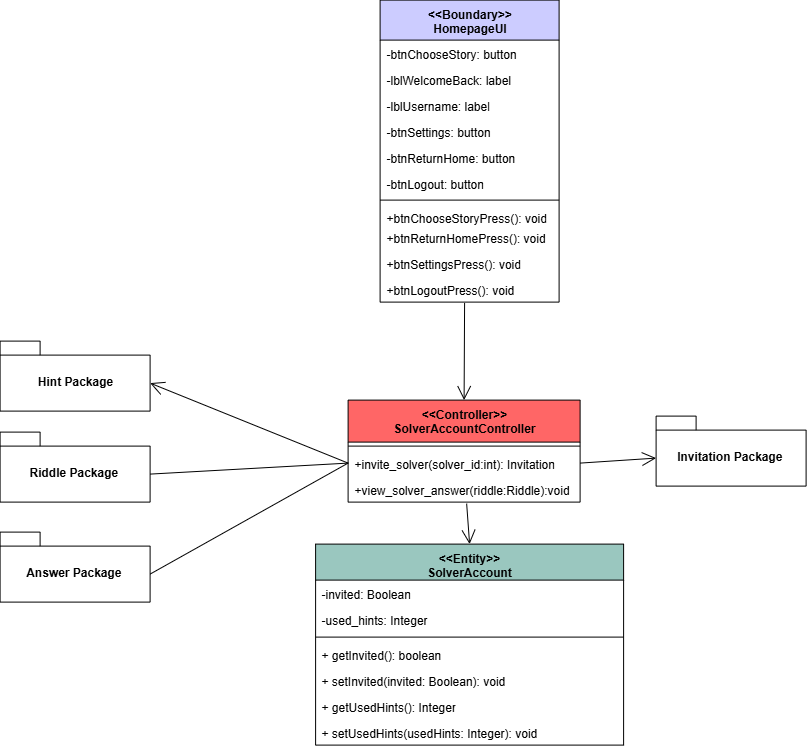 <<Boundary>>
HomepageUI
-btnChooseStory: button
-lblWelcomeBack: label
-lblUsername: label
-btnSettings: button
-btnReturnHome: button
-btnLogout: button
+btnChooseStoryPress(): void
+btnReturnHomePress(): void
+btnSettingsPress(): void
+btnLogoutPress(): void
Hint Package
Riddle Package
Answer Package
<<Controller>>
SolverAccountController
+invite_solver(solver_id:int): Invitation
+view_solver_answer(riddle:Riddle):void
Invitation Package
<<Entity>>
SolverAccount
-invited: Boolean
-used_hints: Integer
+ getInvited(): boolean
+ setInvited(invited: Boolean): void
+ getUsedHints(): Integer
+ setUsedHints(usedHints: Integer): void